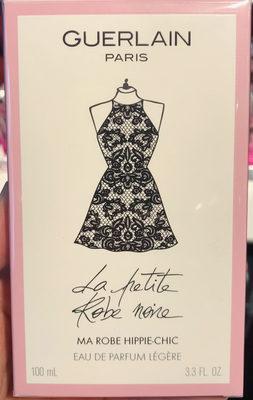 GUERLAIN
PARIS
La petite
Robe noire
MA ROBE HIPPIE-CHIC
EAU DE PARFUM LÉGÈRE
100 mL 3.3 FL. OZ